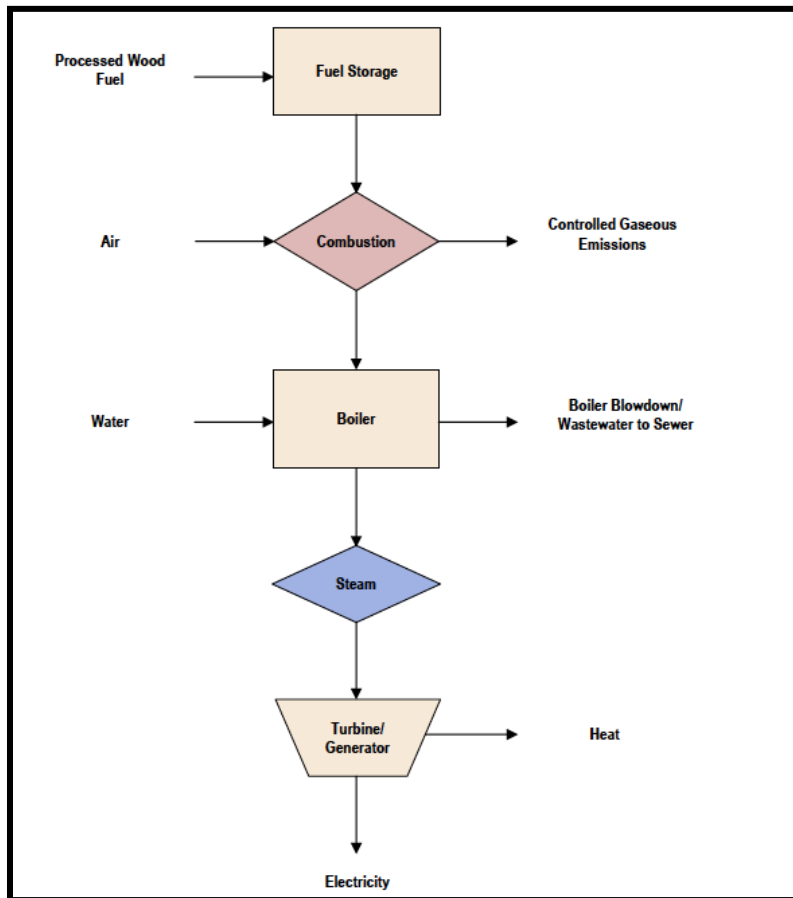 Processed Wood
Fuel
Fuel Storage
Air
Combustion
Controlled Gaseous
Emissions
Water
Boiler
Boiler Blowdown/
Wastewater to Sewer
Steam
Turbine/
Generator
Heat
Electricity